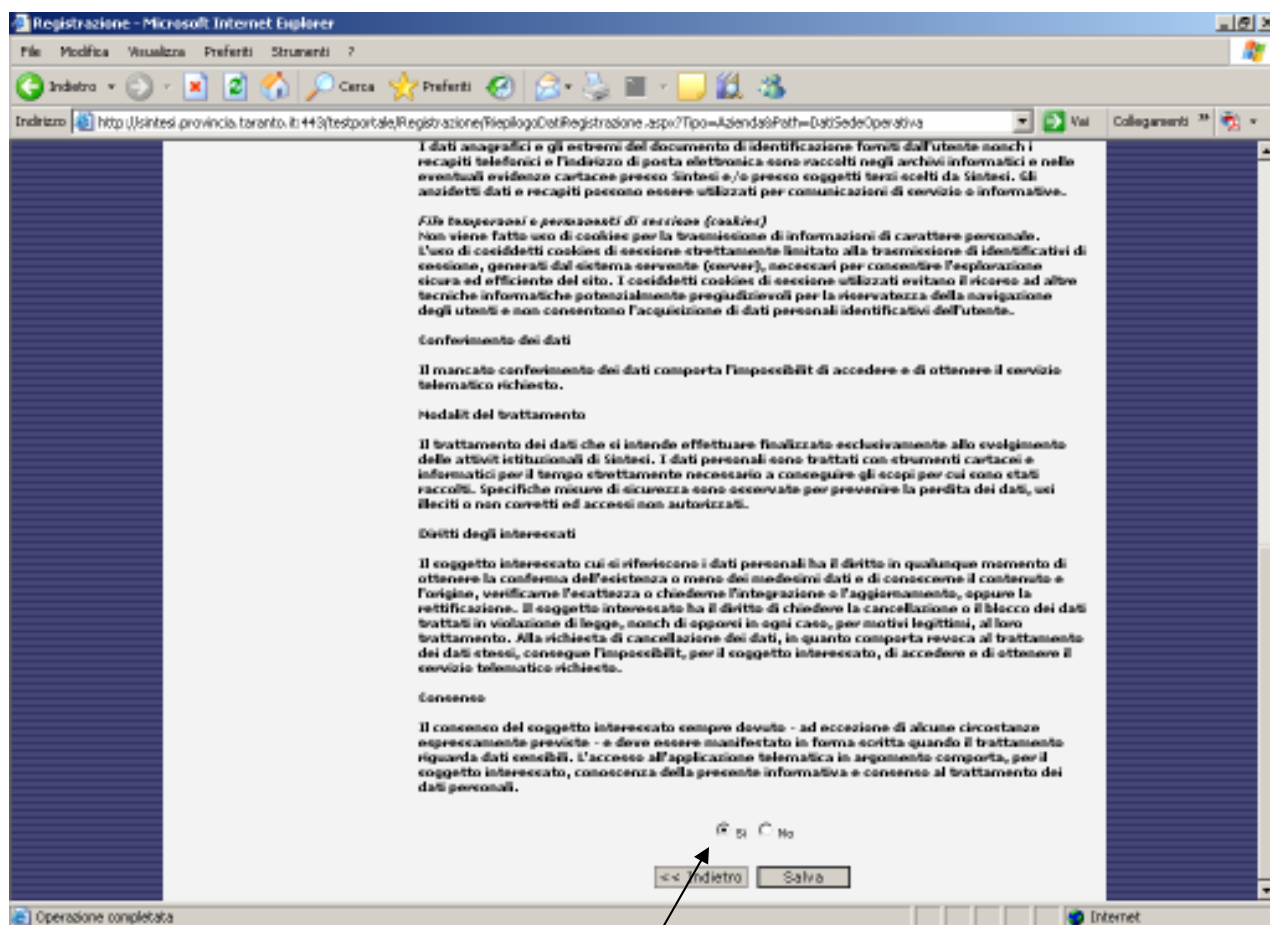 Registrazione - Microsoft Internet Explorer
File Modifica Visualizza Preferiti Strumenti ?
Indietro Cerca Preferiti
Indirizzo http://sintesi.provincia.taranto.it:443/testportale/Registrazione/RiepilogoDatiRegistrazione.aspx?Tipo=Azienda&Path=DatiSedeOperativa Vai Collegamenti »
I dati anagrafici e gli estremi del documento di identificazione forniti dall'utente nonch i
recapiti telefonici e l'indirizzo di posta elettronica sono raccolti negli archivi informatici e nelle
eventuali evidenze cartacee presso Sintesi e/o presso soggetti terzi scelti da Sintesi. Gli
anzidetti dati e recapiti possono essere utilizzati per comunicazioni di servizio o informative.
File temporanei e permanenti di sessione (cookies)
Non viene fatto uso di cookies per la trasmissione di informazioni di carattere personale.
L'uso di cosiddetti cookies di sessione strettamente limitato alla trasmissione di identificativi di
sessione, generati dal sistema servente (server), necessari per consentire l'esplorazione
sicura ed efficiente del sito. I cosiddetti cookies di sessione utilizzati evitano il ricorso ad altre
tecniche informatiche potenzialmente pregiudizievoli per la riservatezza della navigazione
degli utenti e non consentono l'acquisizione di dati personali identificativi dell'utente.
Conferimento dei dati
Il mancato conferimento dei dati comporta l'impossibilit di accedere e di ottenere il servizio
telematico richiesto.
Modalit del trattamento
Il trattamento dei dati che si intende effettuare finalizzato esclusivamente allo svolgimento
delle attivit istituzionali di Sintesi. I dati personali sono trattati con strumenti cartacei e
informatici per il tempo strettamente necessario a conseguire gli scopi per cui sono stati
raccolti. Specifiche misure di sicurezza sono osservate per prevenire la perdita dei dati, usi
illeciti o non corretti ed accessi non autorizzati.
Diritti degli interessati
Il soggetto interessato cui si riferiscono i dati personali ha il diritto in qualunque momento di
ottenere la conferma dell'esistenza o meno dei medesimi dati e di conoscerne il contenuto e
l'origine, verificarne l'esattezza o chiederne l'integrazione o l'aggiornamento, oppure la
rettificazione. Il soggetto interessato ha il diritto di chiedere la cancellazione o il blocco dei dati
trattati in violazione di legge, nonch di opporsi in ogni caso, per motivi legittimi, al loro
trattamento. Alla richiesta di cancellazione dei dati, in quanto comporta revoca al trattamento
dei dati stessi, consegue l'impossibilit, per il soggetto interessato, di accedere e di ottenere il
servizio telematico richiesto.
Consenso
Il consenso del soggetto interessato sempre dovuto - ad eccezione di alcune circostanze
espressamente previste - e deve essere manifestato in forma scritta quando il trattamento
riguarda dati sensibili. L'accesso all'applicazione telematica in argomento comporta, per il
soggetto interessato, conoscenza della presente informativa e consenso al trattamento dei
dati personali.
Si No
<< Indietro Salva
Operazione completata Internet